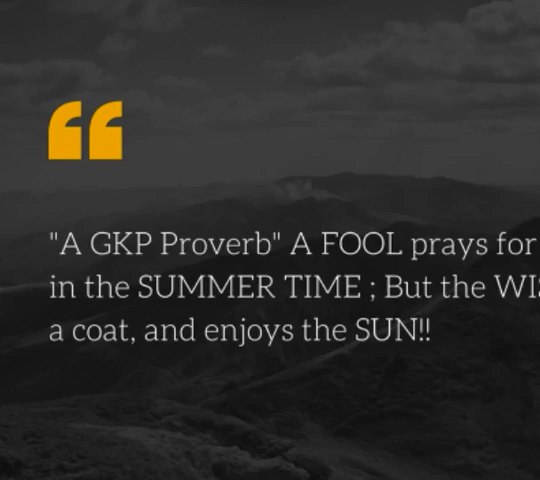 "A GKP Proverb" A FOOL prays for
in the SUMMER TIME ; But the
a coat, and enjoys the SUN!!